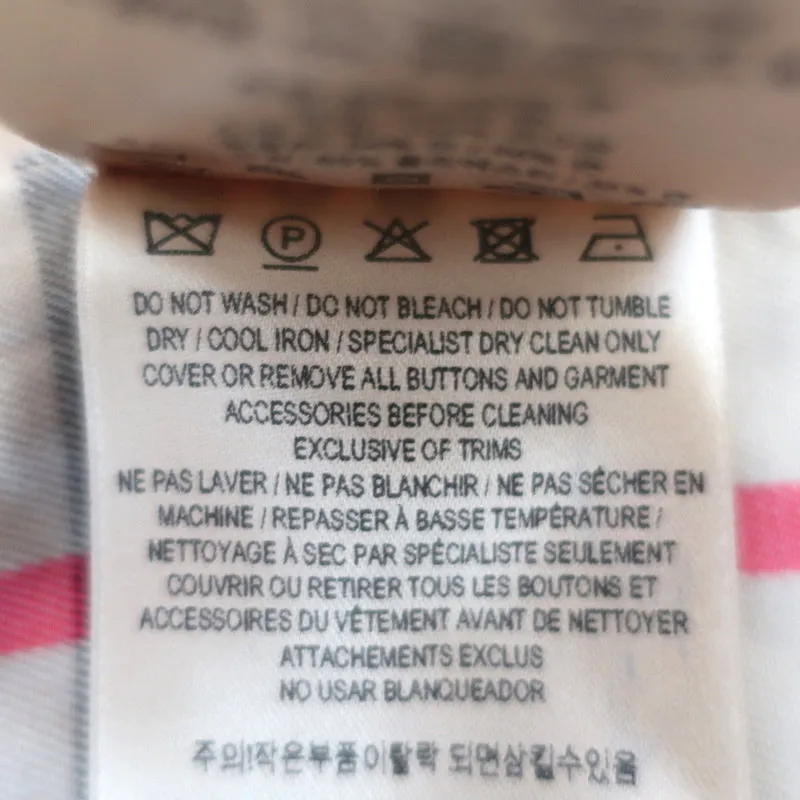 P
DO NOT WASH / DO NOT BLEACH / DO NOT TUMBLE
DRY / COOL IRON / SPECIALIST DRY CLEAN ONLY
COVER OR REMOVE ALL BUTTONS AND GARMENT
ACCESSORIES BEFORE CLEANING
EXCLUSIVE OF TRIMS
NE PAS LAVER / NE PAS BLANCHIR / NE PAS SÉCHER EN
MACHINE / REPASSER À BASSE TEMPÉRATURE /
NETTOYAGE À SEC PAR SPÉCIALISTE SEULEMENT
COUVRIR OU RETIRER TOUS LES BOUTONS ET
ACCESSOIRES DU VÊTEMENT AVANT DE NETTOYER
ATTACHEMENTS EXCLUS
NO USAR BLANQUEADOR
주의!작은부품이탈락 되면삼킬수있음